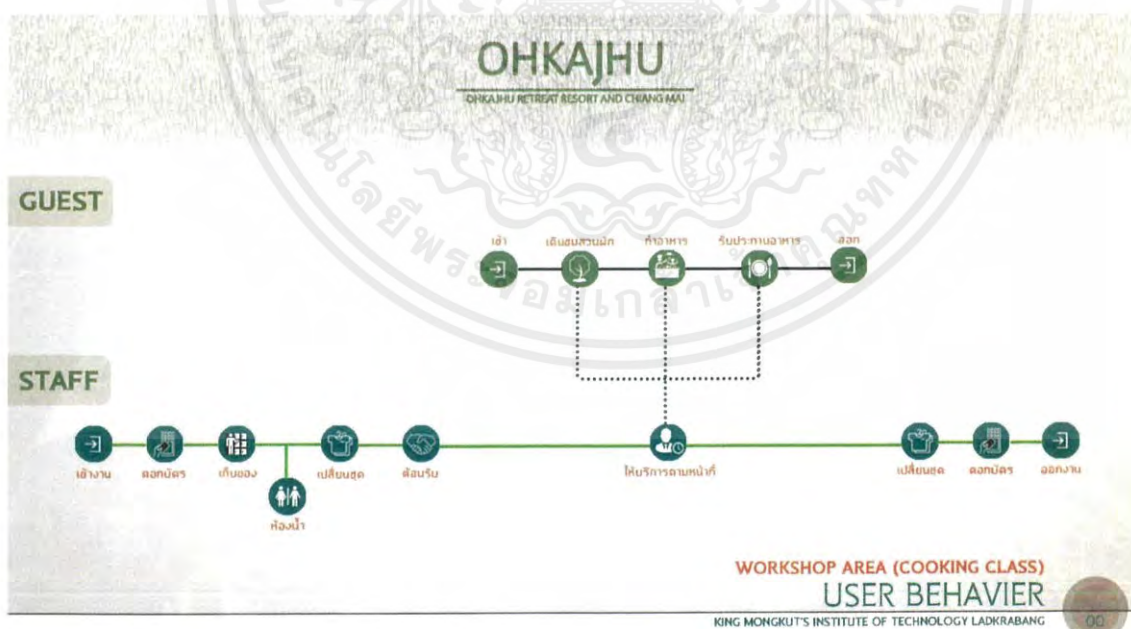 OHKAJHU
OHKAJHU RETREAT RESORT AND CHIANG MAI
GUEST
เข้า เดินชมสวนผัก ทำอาหาร รับประทานอาหาร ออก
STAFF
เข้างาน ตอกบัตร เก็บของ เปลี่ยนชุด ต้อนรับ ให้บริการตามหน้าที่ เปลี่ยนชุด ตอกบัตร ออกงาน
ห้องน้ำ
WORKSHOP AREA (COOKING CLASS)
USER BEHAVIER
KING MONGKUT'S INSTITUTE OF TECHNOLOGY LADKRABANG
00